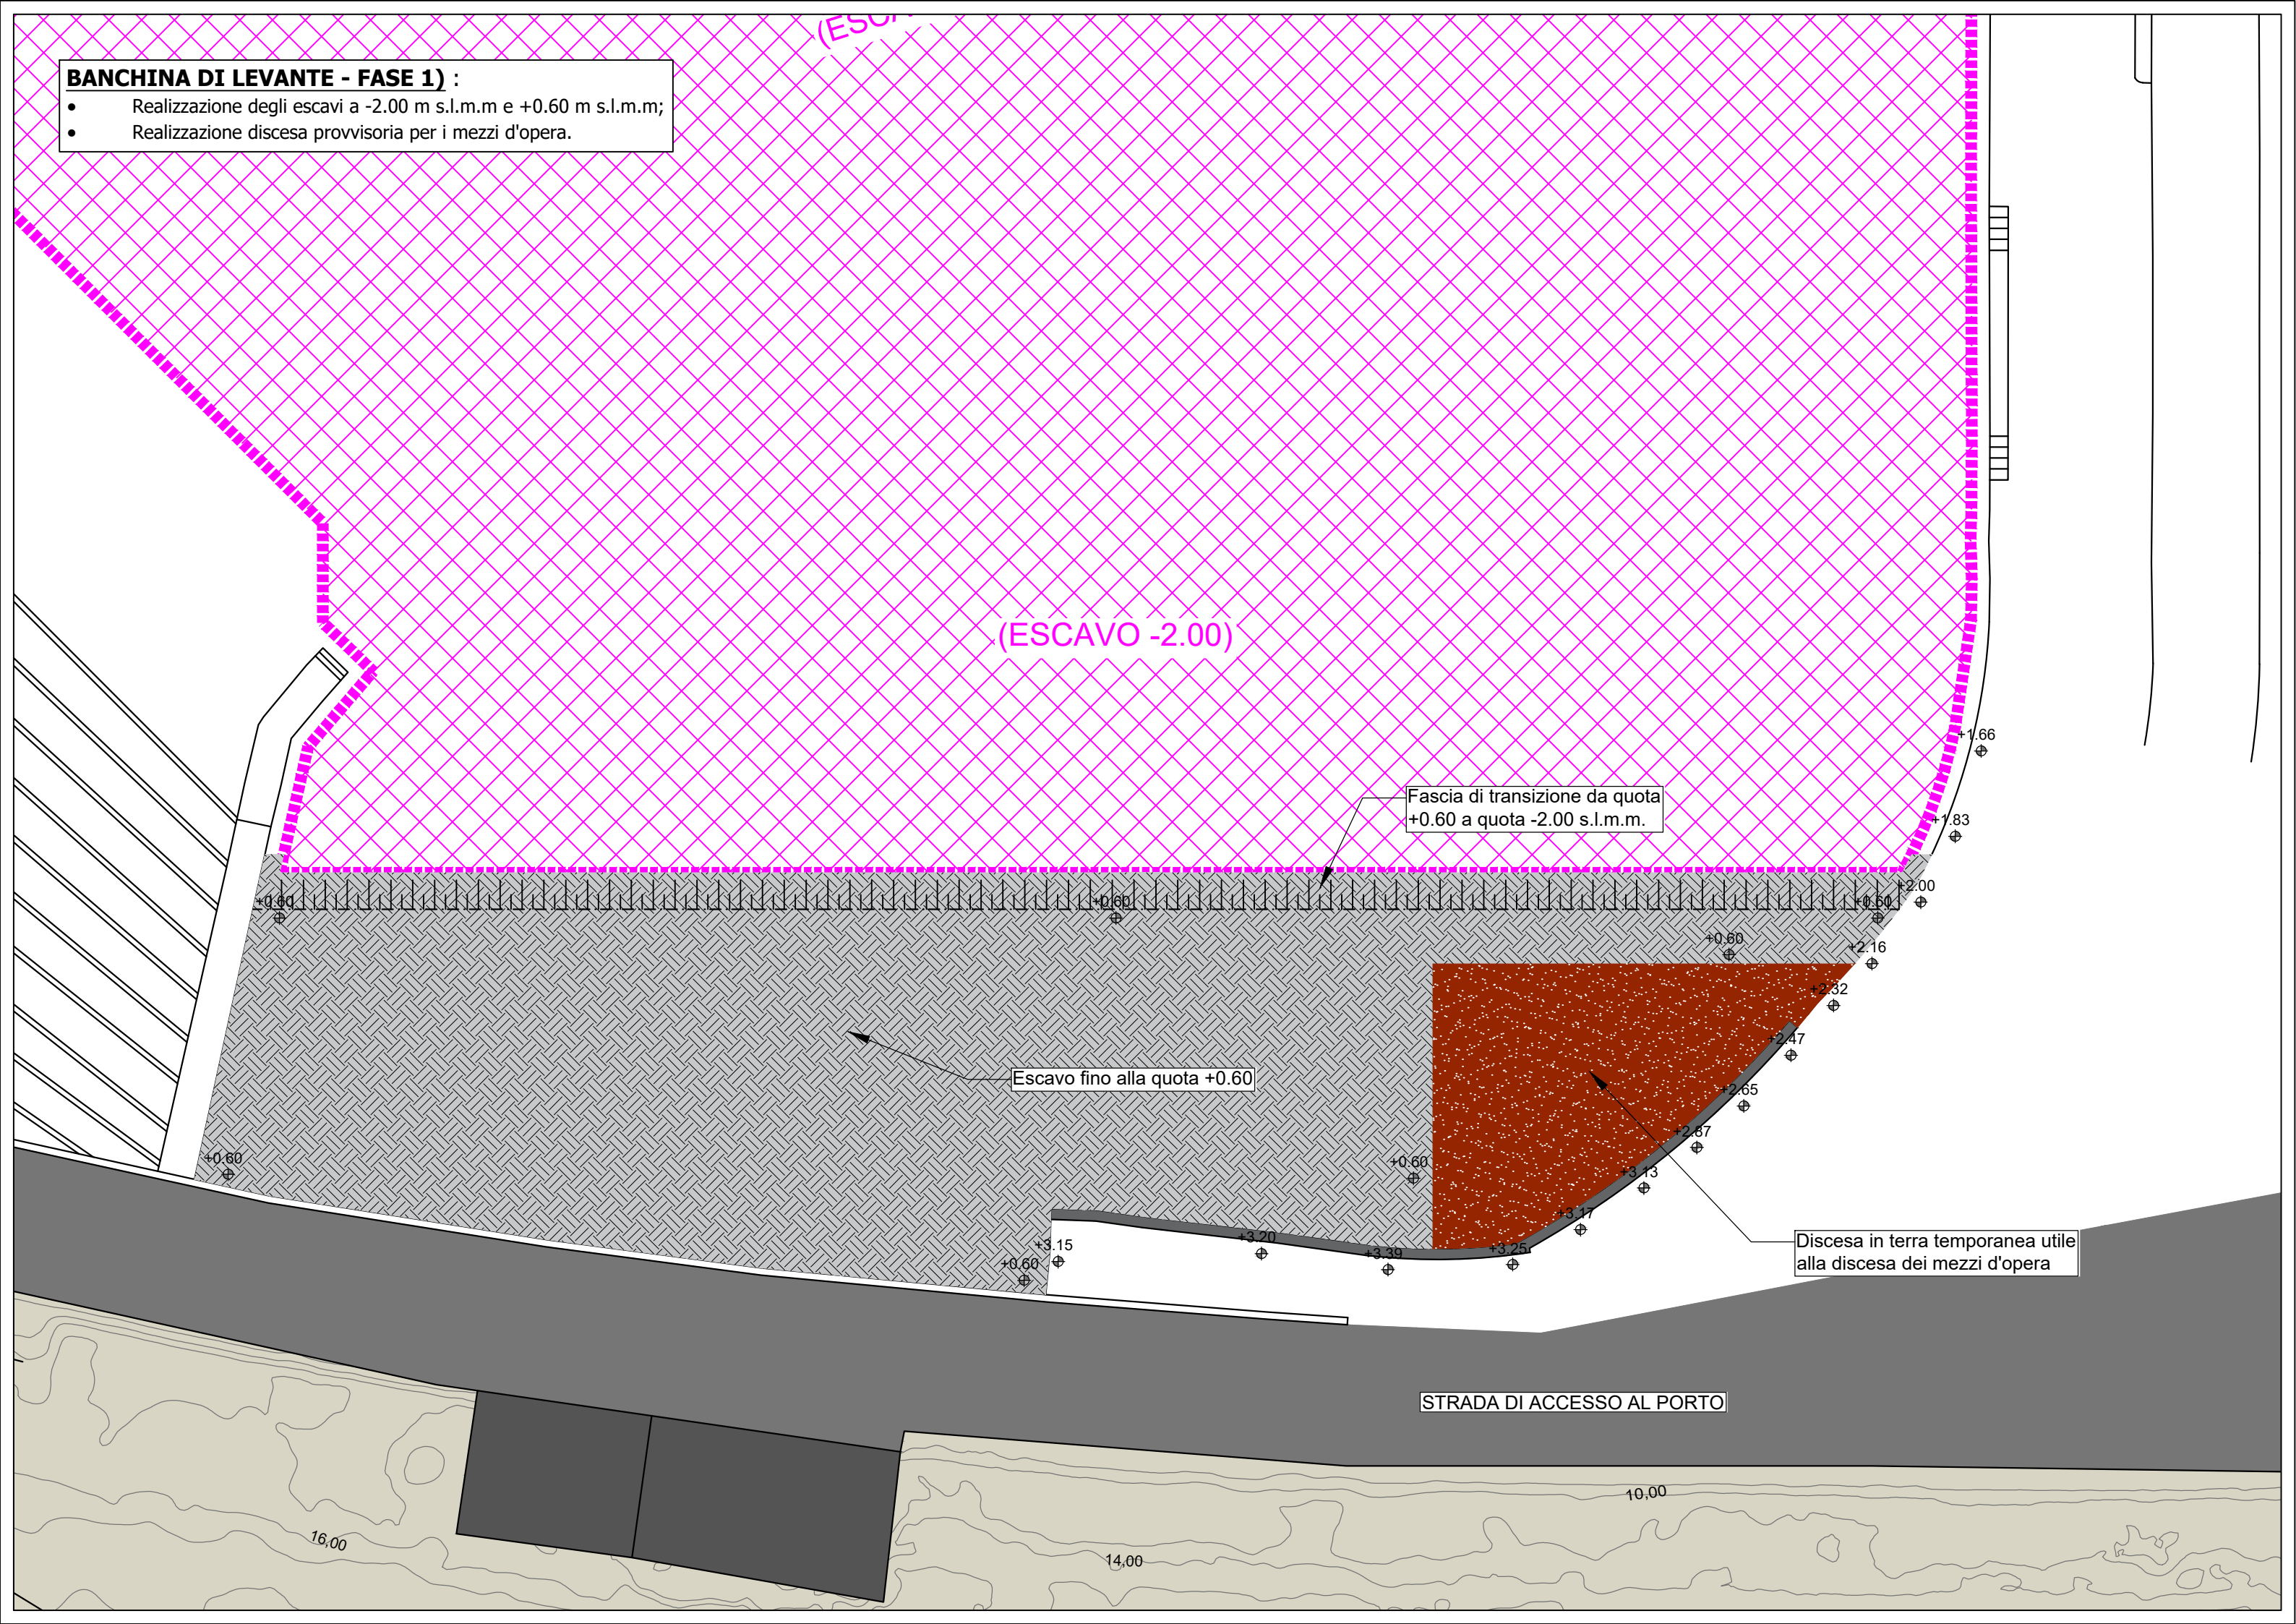 BANCHINA DI LEVANTE - FASE 1) :
• Realizzazione degli escavi a -2.00 m s.l.m.m e +0.60 m s.l.m.m;
• Realizzazione discesa provvisoria per i mezzi d'opera.
(ESCAVO -2.00)
+1.66
Fascia di transizione da quota
+0.60 a quota -2.00 s.l.m.m.
+1.83
+2.00
+0.60
+0.60
+0.60
+0.60
+2.16
+2.32
+2.47
Escavo fino alla quota +0.60
+2.65
+2.87
+0.60
+0.60
+3.13
+3.17
+3.15
+3.20
+3.39
+3.25
+0.60
Discesa in terra temporanea utile
alla discesa dei mezzi d'opera
STRADA DI ACCESSO AL PORTO
10,00
16,00
14,00